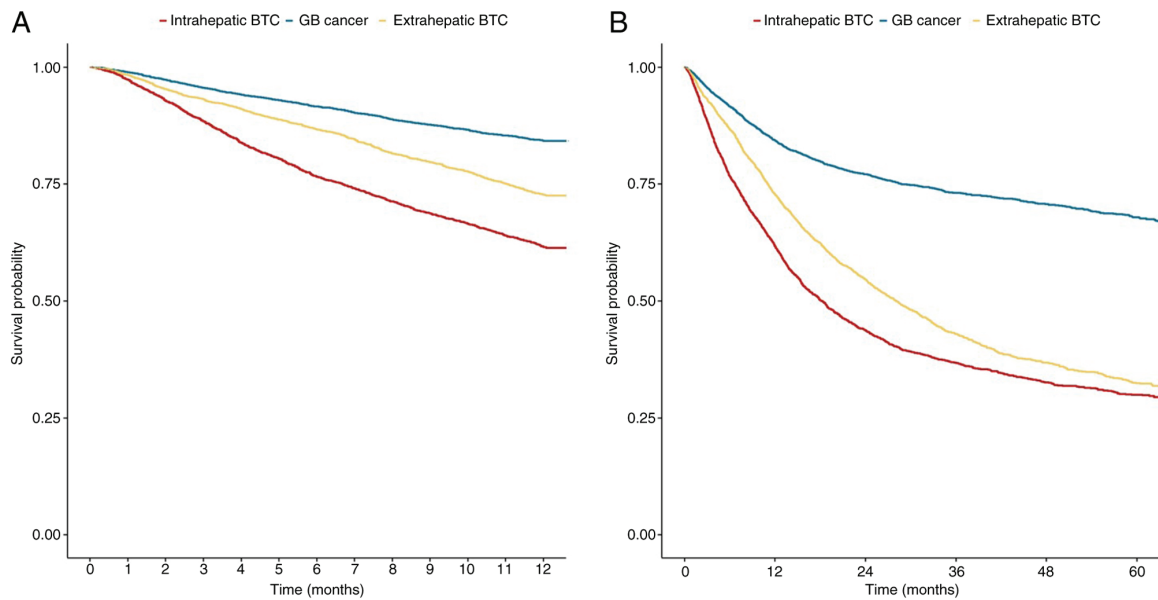 A
Intrahepatic BTC GB cancer Extrahepatic BTC
1.00
0.75
0.50
0.25
0.00
Survival probability
0 1 2 3 4 5 6 7 8 9 10 11 12
Time (months)
B
Intrahepatic BTC GB cancer Extrahepatic BTC
1.00
0.75
0.50
0.25
0.00
Survival probability
0 12 24 36 48 60
Time (months)